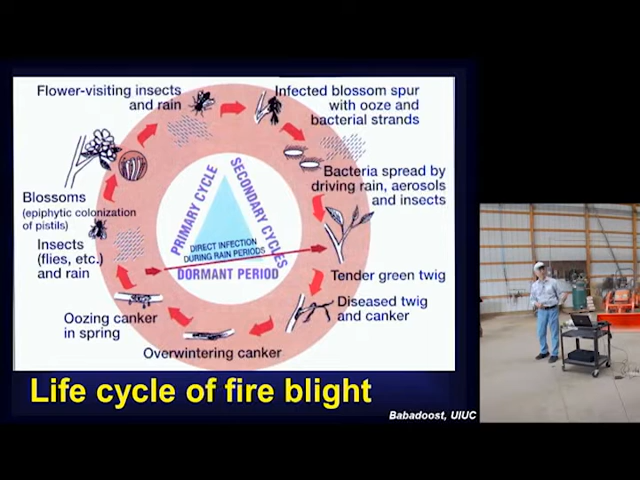 Flower-visiting insects
and rain
Infected blossom spur
with ooze and
bacterial strands
Bacteria spread by
driving rain, aerosols
and insects
Blossoms
(epiphytic colonization
of pistils)
Insects
(flies, etc.)
and rain
PRIMARY CYCLE
SECONDARY CYCLES
DIRECT INFECTION
DURING RAIN PERIODS
DORMANT PERIOD
Tender green twig
Diseased twig
and canker
Oozing canker
in spring
Overwintering canker
Life cycle of fire blight
Babadoost, UIUC